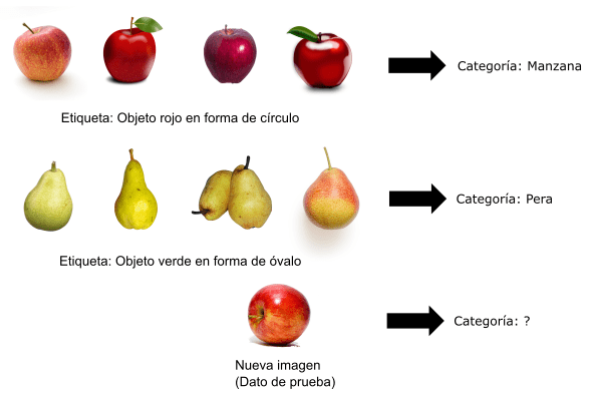 Categoría: Manzana
Etiqueta: Objeto rojo en forma de círculo
Categoría: Pera
Etiqueta: Objeto verde en forma de óvalo
Categoría: ?
Nueva imagen
(Dato de prueba)